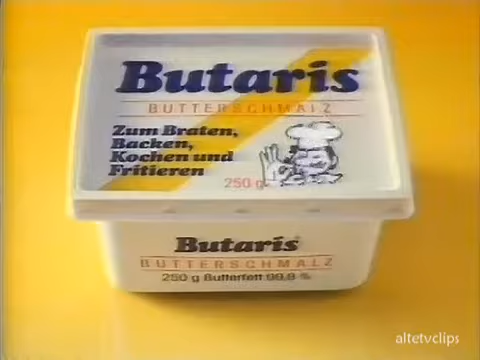 Butaris
BUTTERSCHMALZ
Zum Braten,
Backen,
Kochen und
Fritieren
250 g
Butaris
BUTTERSCHMALZ
250 g Butterfett 99,8 %
altetvclips